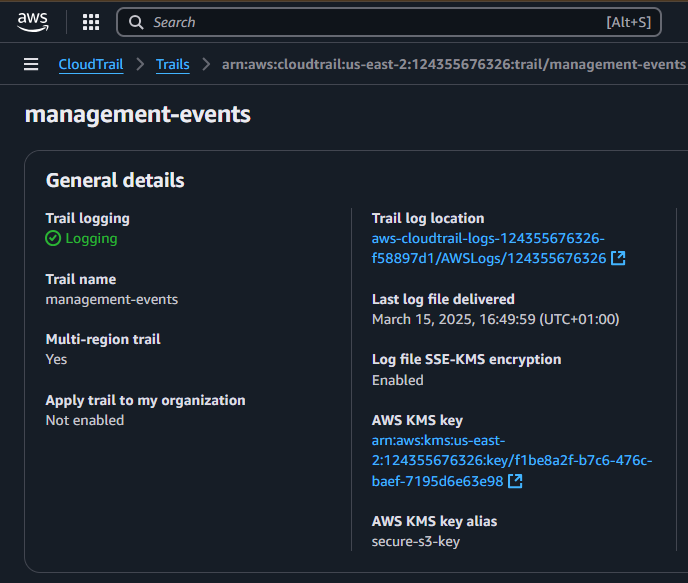 aws
Search
[Alt+S]
CloudTrail
Trails
arn:aws:cloudtrail:us-east-2:124355676326:trail/management-events
management-events
General details
Trail logging
Logging
Trail name
management-events
Multi-region trail
Yes
Apply trail to my organization
Not enabled
Trail log location
aws-cloudtrail-logs-124355676326-
f58897d1/AWSLogs/124355676326
Last log file delivered
March 15, 2025, 16:49:59 (UTC+01:00)
Log file SSE-KMS encryption
Enabled
AWS KMS key
arn:aws:kms:us-east-
2:124355676326:key/f1be8a2f-b7c6-476c-
baef-7195d6e63e98
AWS KMS key alias
secure-s3-key